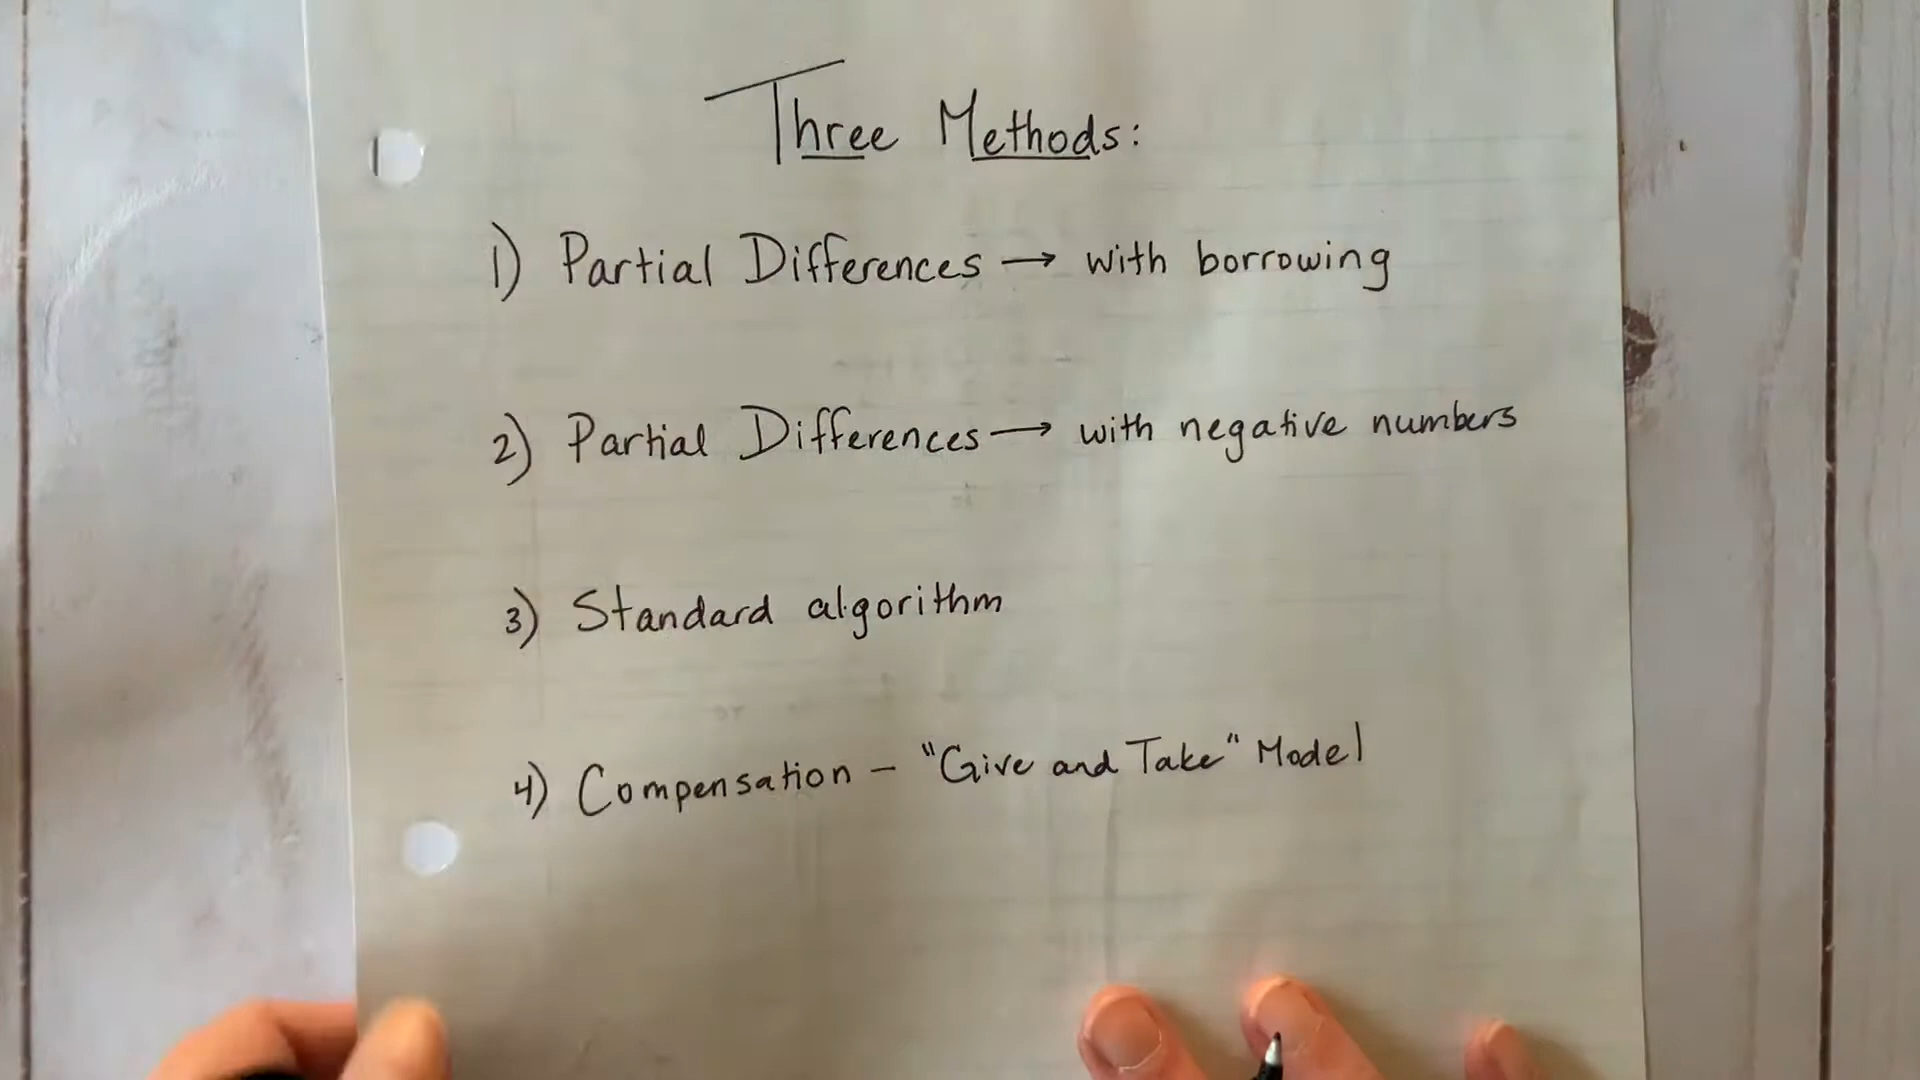 Three Methods:
1) Partial Differences → with borrowing
2) Partial Differences → with negative numbers
3) Standard algorithm
4) Compensation - "Give and Take" Model